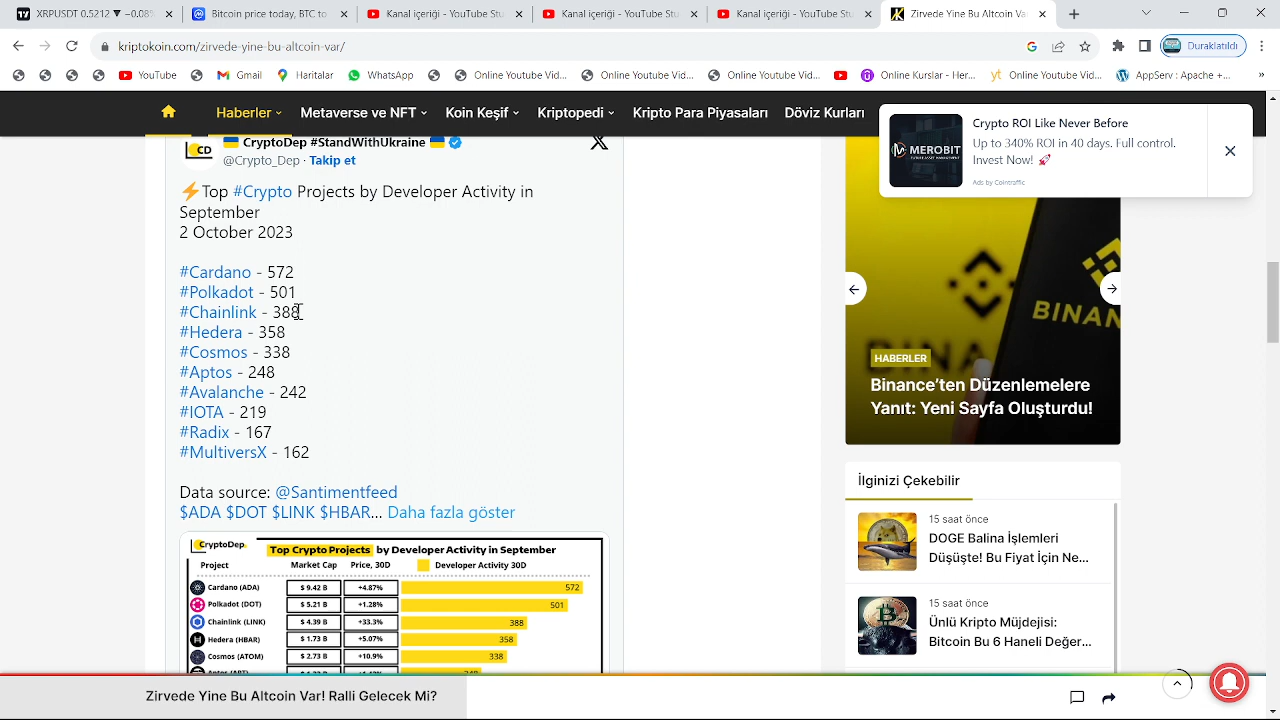 XRPUSDT 0.5212 ▼ −0.08%
Bitcoin price today, BTC to
Kanal içeriği - YouTube Stu
Kanal içeriği - YouTube Stu
Kanal içeriği - YouTube Stu
Zirvede Yine Bu Altcoin Va
kriptokoin.com/zirvede-yine-bu-altcoin-var/
Duraklatıldı
YouTube
Gmail
Haritalar
WhatsApp
Online Youtube Vid...
Online Youtube Vid...
Online Youtube Vid...
Online Kurslar - Her...
yt Online Youtube Vid...
AppServ : Apache +...
Haberler
Metaverse ve NFT
Koin Keşif
Kriptopedi
Kripto Para Piyasaları
Döviz Kurları
MEROBIT
Crypto ROI Like Never Before
Up to 340% ROI in 40 days. Full control.
Invest Now! 🚀
Ads by Cointraffic
CD
CryptoDep #StandWithUkraine
@Crypto_Dep · Takip et
⚡Top #Crypto Projects by Developer Activity in
September
2 October 2023
#Cardano - 572
#Polkadot - 501
#Chainlink - 388
#Hedera - 358
#Cosmos - 338
#Aptos - 248
#Avalanche - 242
#IOTA - 219
#Radix - 167
#MultiversX - 162
Data source: @Santimentfeed
$ADA $DOT $LINK $HBAR... Daha fazla göster
CryptoDep
Top Crypto Projects by Developer Activity in September
Project Market Cap Price, 30D Developer Activity 30D
Cardano (ADA) $ 9.42 B +4.87% 572
Polkadot (DOT) $ 5.21 B +1.28% 501
Chainlink (LINK) $ 4.39 B +33.3% 388
Hedera (HBAR) $ 1.73 B +5.07% 358
Cosmos (ATOM) $ 2.73 B +10.9% 338
BINAN
HABERLER
Binance'ten Düzenlemelere
Yanıt: Yeni Sayfa Oluşturdu!
İlginizi Çekebilir
15 saat önce
DOGE Balina İşlemleri
Düşüşte! Bu Fiyat İçin Ne...
15 saat önce
Ünlü Kripto Müjdejisi:
Bitcoin Bu 6 Haneli Değer...
Zirvede Yine Bu Altcoin Var! Ralli Gelecek Mi?